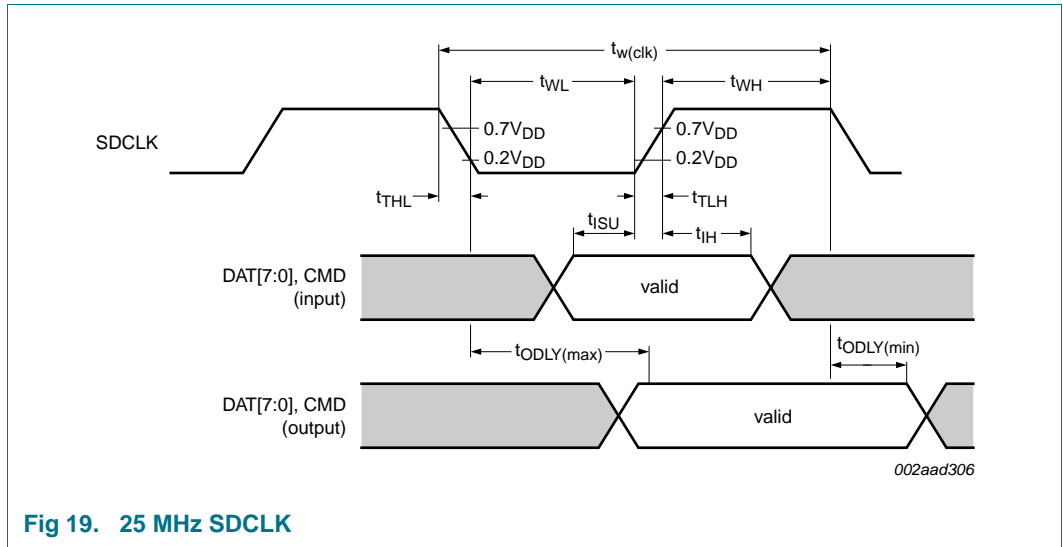 tw(clk)
tWL
tWH
SDCLK
0.7VDD
0.7VDD
0.2VDD
0.2VDD
tTHL
tTLH
tISU
tIH
DAT[7:0], CMD
(input)
valid
tODLY(max)
tODLY(min)
DAT[7:0], CMD
(output)
valid
002aad306
Fig 19. 25 MHz SDCLK